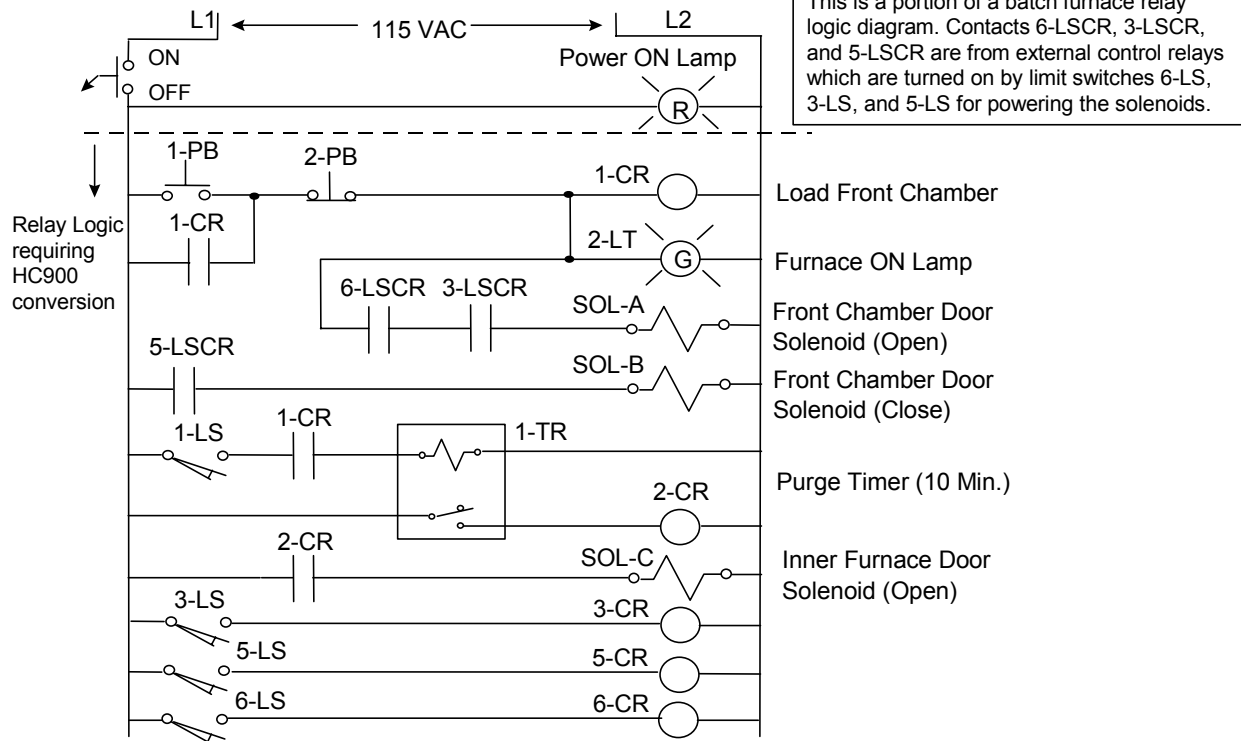 This is a portion of a batch furnace relay
logic diagram. Contacts 6-LSCR, 3-LSCR,
and 5-LSCR are from external control relays
which are turned on by limit switches 6-LS,
3-LS, and 5-LS for powering the solenoids.
L1
115 VAC
L2
ON
OFF
Power ON Lamp
R
1-PB
2-PB
1-CR
Load Front Chamber
Relay Logic
requiring
HC900
conversion
1-CR
2-LT
G
Furnace ON Lamp
6-LSCR
3-LSCR
SOL-A
Front Chamber Door
Solenoid (Open)
5-LSCR
SOL-B
Front Chamber Door
Solenoid (Close)
1-LS
1-CR
1-TR
Purge Timer (10 Min.)
2-CR
2-CR
SOL-C
Inner Furnace Door
Solenoid (Open)
3-LS
3-CR
5-LS
5-CR
6-LS
6-CR